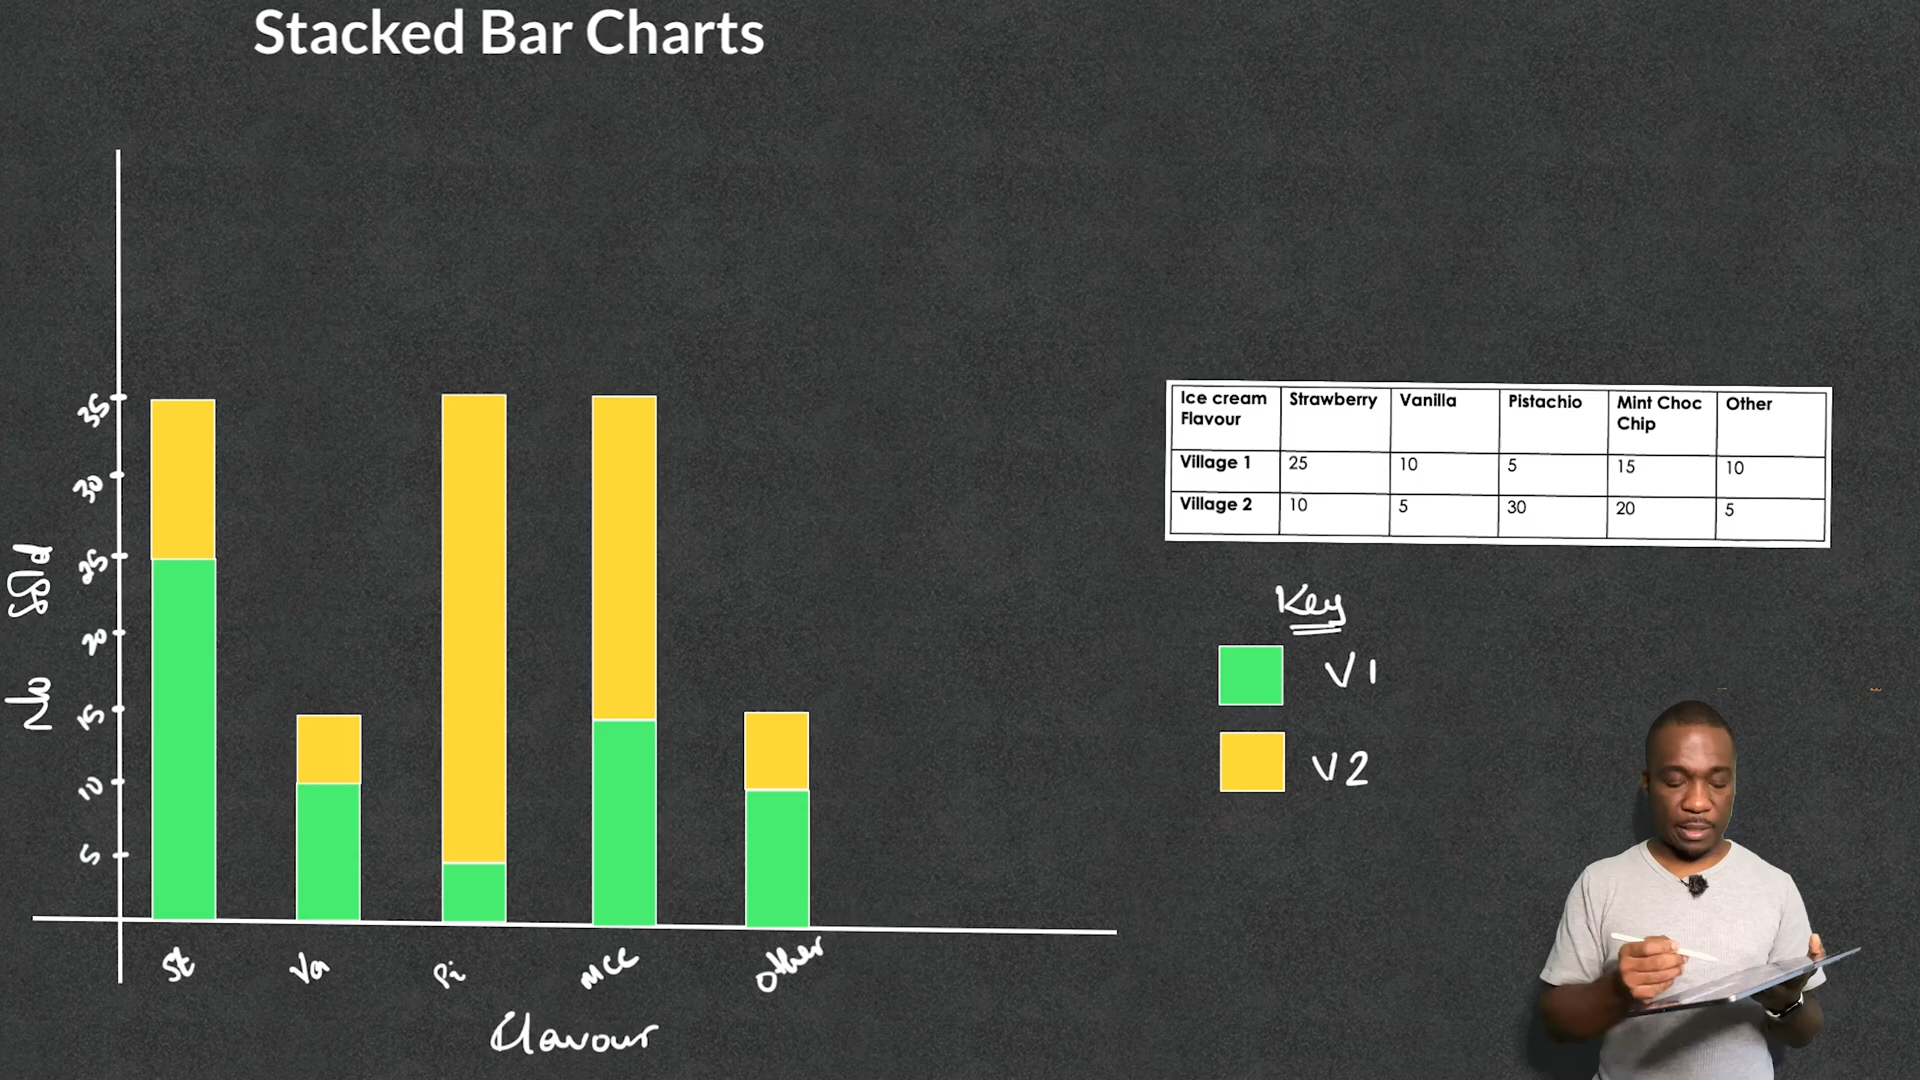 Stacked Bar Charts
35
30
25
20
15
10
5
No Sold
St Va Pi MCC Other
Flavour
Ice cream Flavour Strawberry Vanilla Pistachio Mint Choc Chip Other
Village 1 25 10 5 15 10
Village 2 10 5 30 20 5
Key
V1
V2